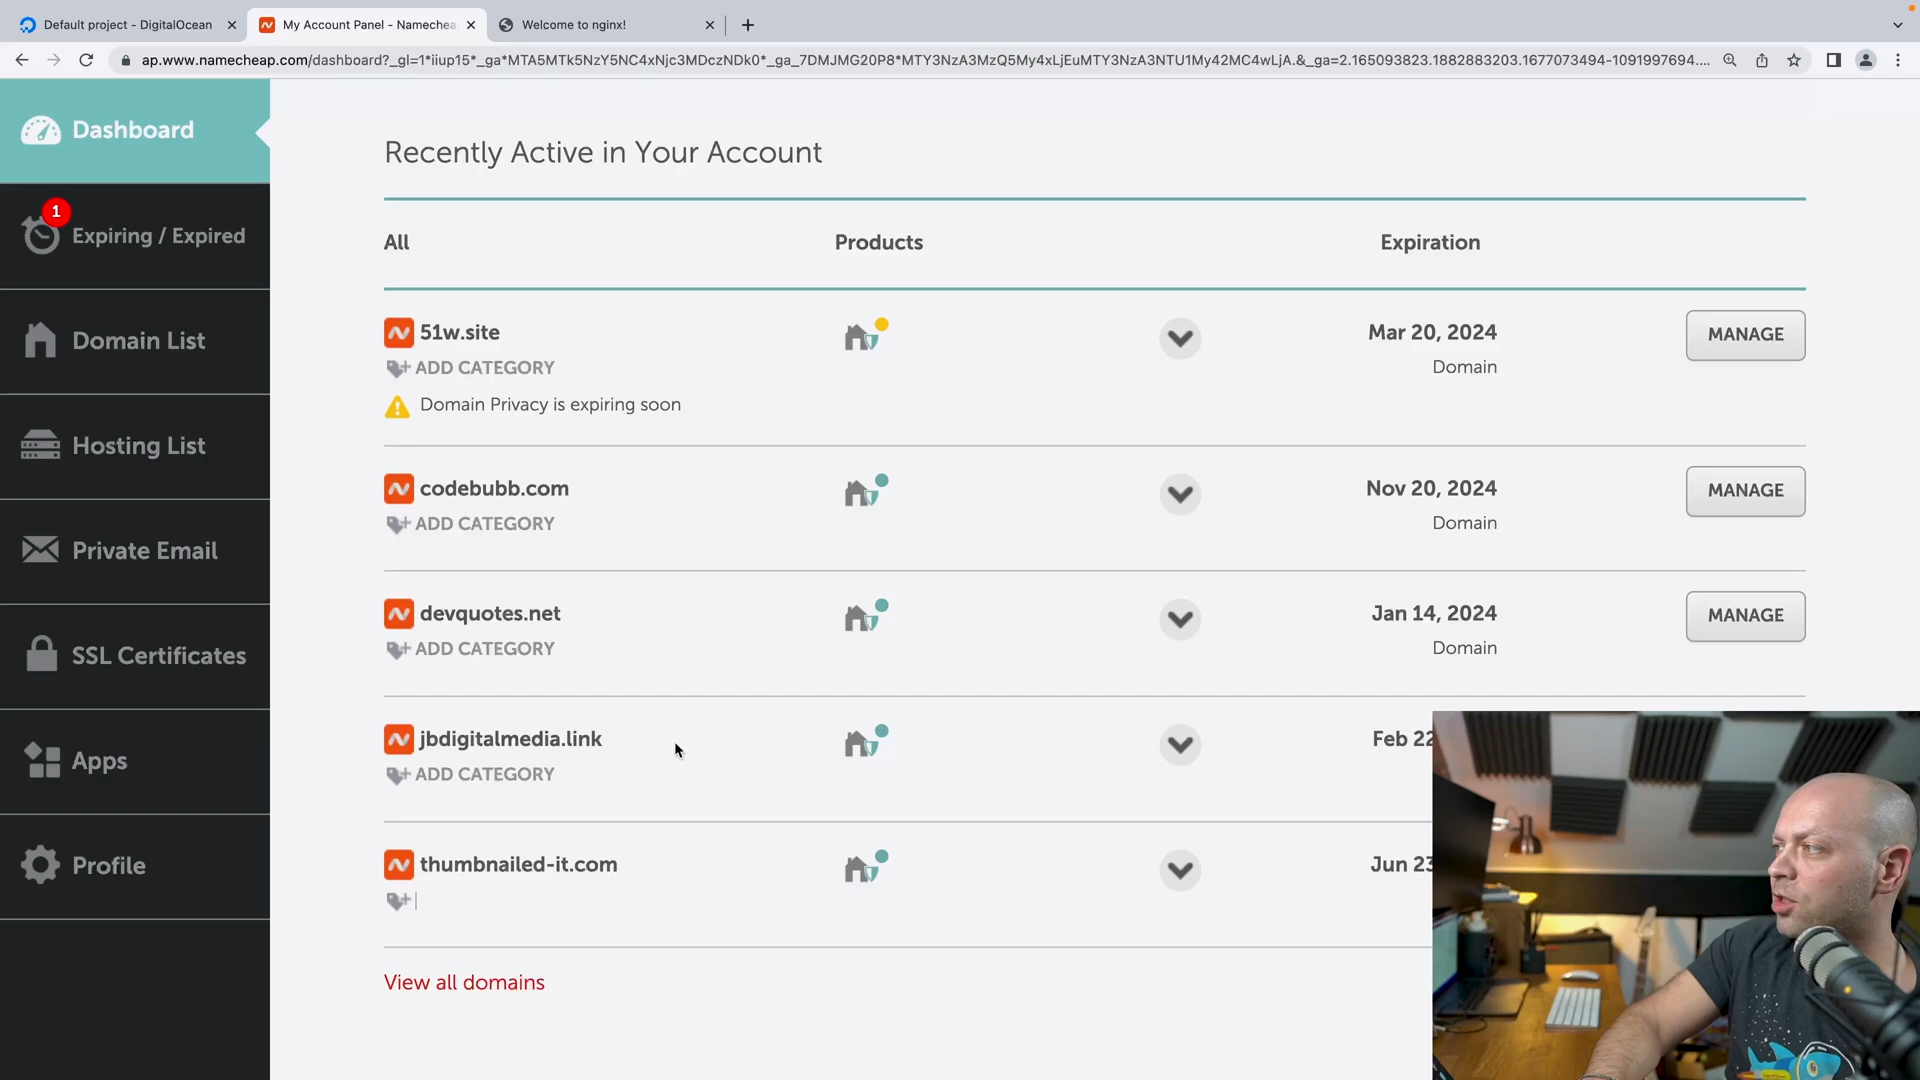 Default project - DigitalOcean
My Account Panel - Namechea
Welcome to nginx!
ap.www.namecheap.com/dashboard?_gl=1*iiup15*_ga*MTA5MTk5NzY5NC4xNjc3MDczNDk0*_ga_7DMJMG20P8*MTY3NzA3MzQ5My4xLjEuMTY3NzA3NTU1My42MC4wLjA.&_ga=2.165093823.1882883203.1677073494-1091997694....
Dashboard
1
Expiring / Expired
Domain List
Hosting List
Private Email
SSL Certificates
Apps
Profile
Recently Active in Your Account
All Products Expiration
51w.site Mar 20, 2024 MANAGE
ADD CATEGORY Domain
Domain Privacy is expiring soon
codebubb.com Nov 20, 2024 MANAGE
ADD CATEGORY Domain
devquotes.net Jan 14, 2024 MANAGE
ADD CATEGORY Domain
jbdigitalmedia.link Feb 22
ADD CATEGORY
thumbnailed-it.com Jun 23
View all domains